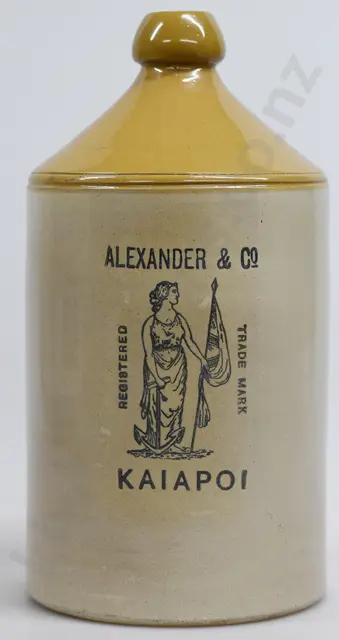 ALEXANDER & Co
REGISTERED
TRADE MARK
KAIAPOI